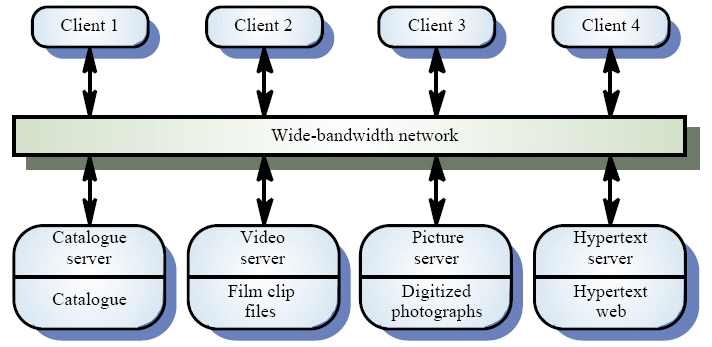 Client 1
Client 2
Client 3
Client 4
Wide-bandwidth network
Catalogue
server
Catalogue
Video
server
Film clip
files
Picture
server
Digitized
photographs
Hypertext
server
Hypertext
web